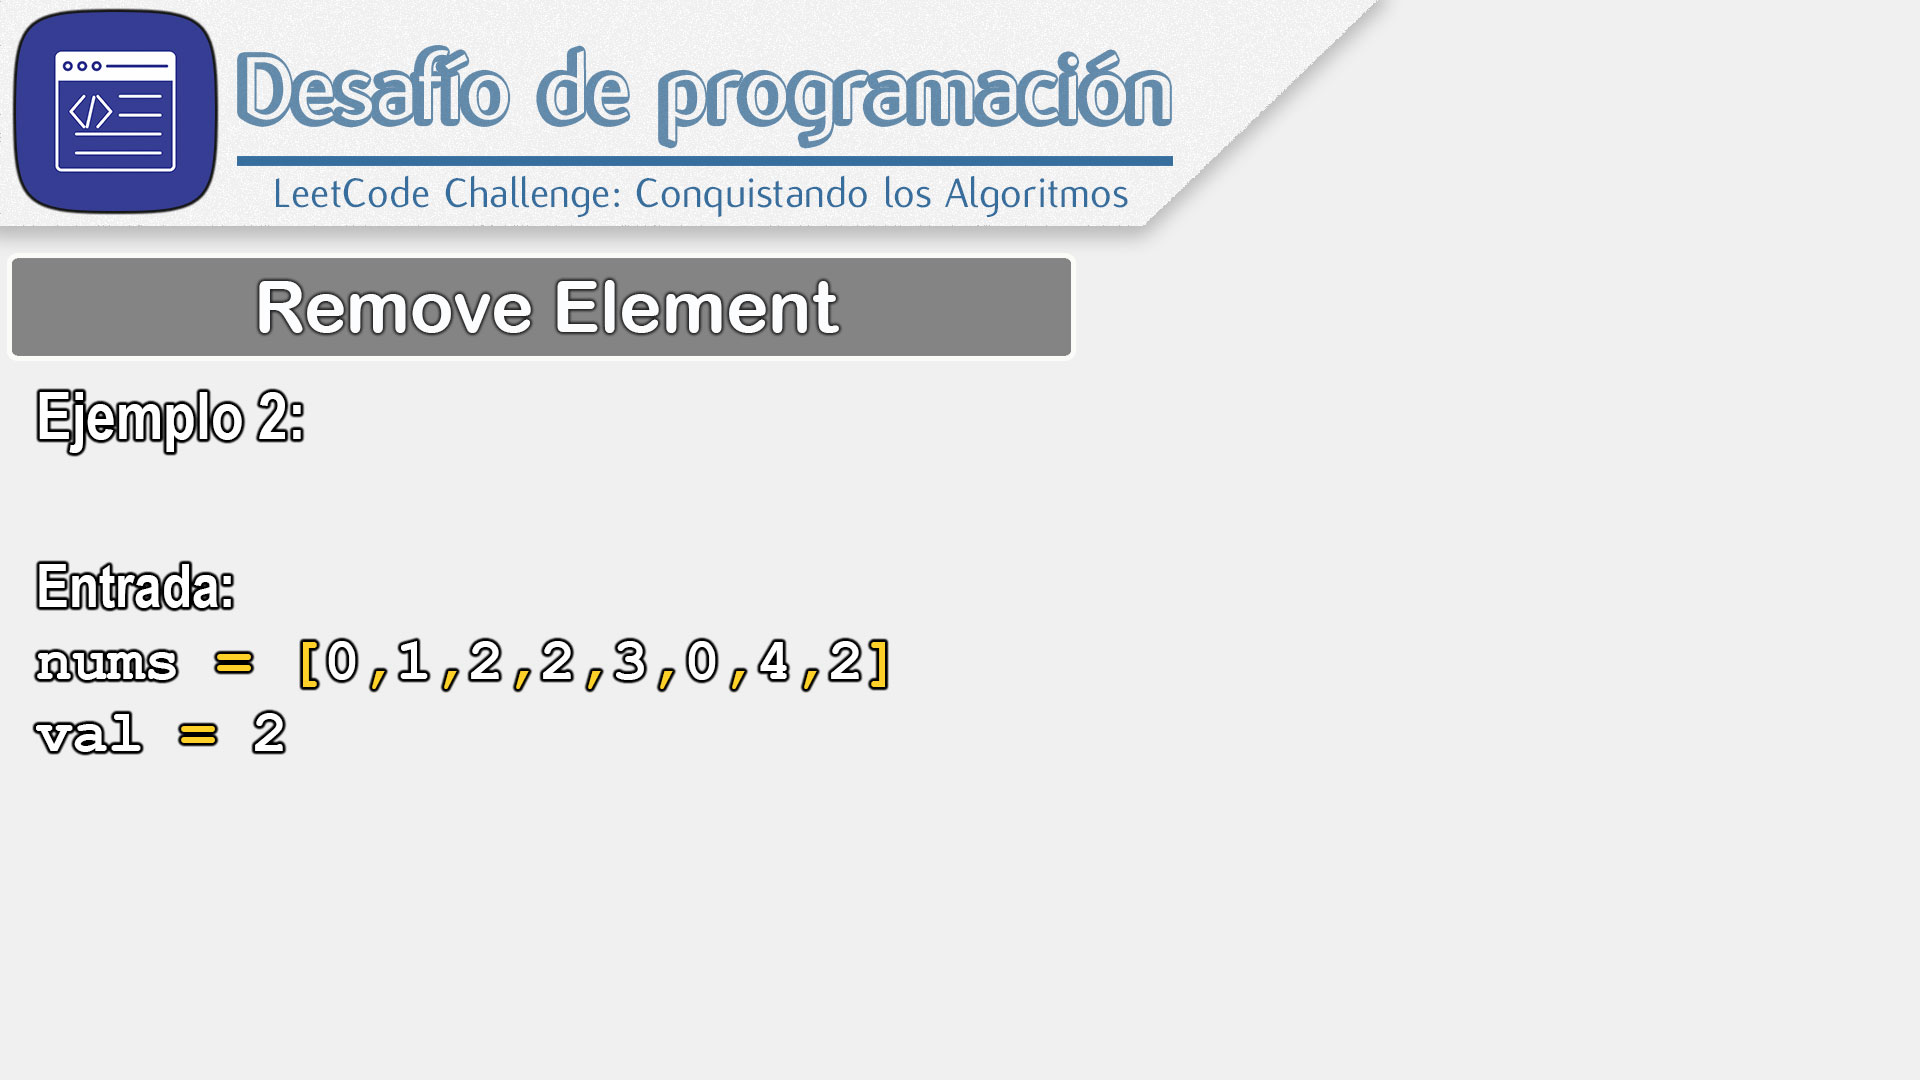 Desafío de programación
LeetCode Challenge: Conquistando los Algoritmos
Remove Element
Ejemplo 2:
Entrada:
nums = [0,1,2,2,3,0,4,2]
val = 2